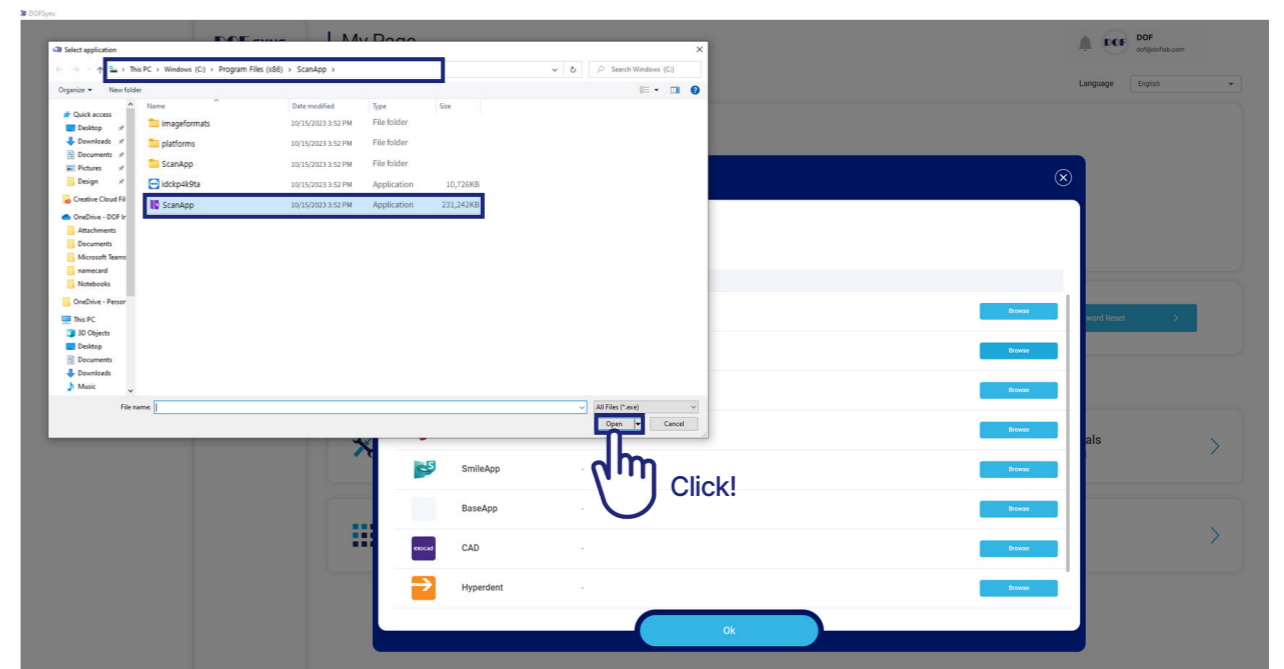 DOFSync
My Page
DOF
DOF
dof@doflab.com
Language
English
Select application
This PC > Windows (C:) > Program Files (x86) > ScanApp >
Search Windows (C:)
Organize
New folder
Name
Date modified
Type
Size
Quick access
Desktop
Downloads
Documents
Pictures
Design
Creative Cloud Fil
OneDrive - DOF Ir
Attachments
Documents
Microsoft Teams
namecard
Notebooks
OneDrive - Person
This PC
3D Objects
Desktop
Documents
Downloads
Music
imageformats 10/15/2023 3:52 PM File folder
platforms 10/15/2023 3:52 PM File folder
ScanApp 10/15/2023 3:52 PM File folder
idckp4k9ta 10/15/2023 3:52 PM Application 10,726KB
ScanApp 10/15/2023 3:52 PM Application 231,242KB
File name:
All Files (*.exe)
Open
Cancel
Click!
Browse
word Reset
Browse
Browse
Browse
als
SmileApp - Browse
BaseApp - Browse
exocad CAD - Browse
Hyperdent - Browse
Ok